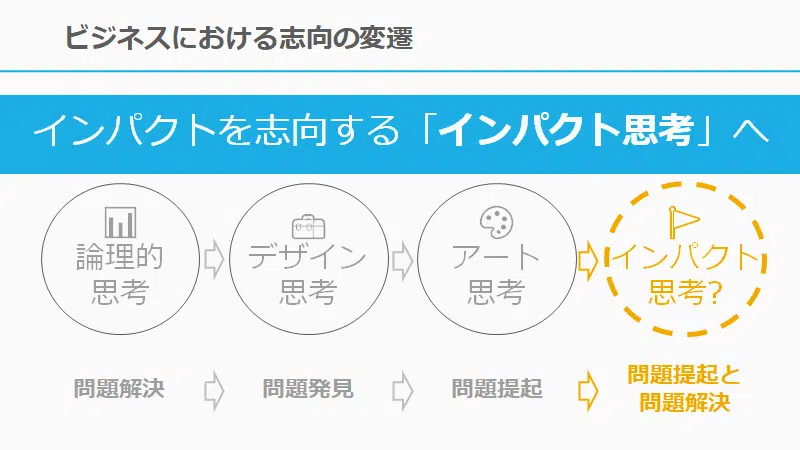 ビジネスにおける志向の変遷
インパクトを志向する「インパクト思考」へ
論理的
思考
デザイン
思考
アート
思考
インパクト
思考?
問題解決
問題発見
問題提起
問題提起と
問題解決